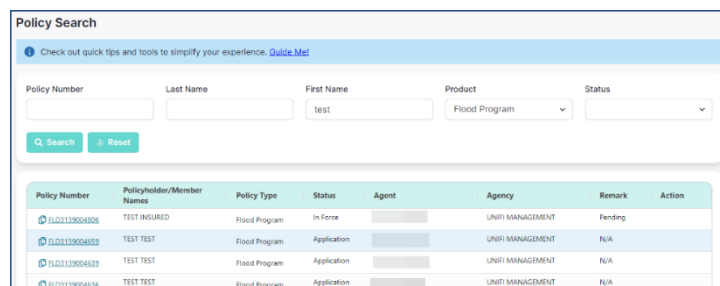 Policy Search
Check out quick tips and tools to simplify your experience. Guide Me!
Policy Number Last Name First Name Product Status
test Flood Program
Search Reset
Policy Number Policyholder/Member Names Policy Type Status Agent Agency Remark Action
FLD3139004806 TEST INSURED Flood Program In Force UNIFI MANAGEMENT Pending
FLD3139004659 TEST TEST Flood Program Application UNIFI MANAGEMENT N/A
FLD3139004639 TEST TEST Flood Program Application UNIFI MANAGEMENT N/A
FLD3139004636 TEST TEST Flood Program Application UNIFI MANAGEMENT N/A